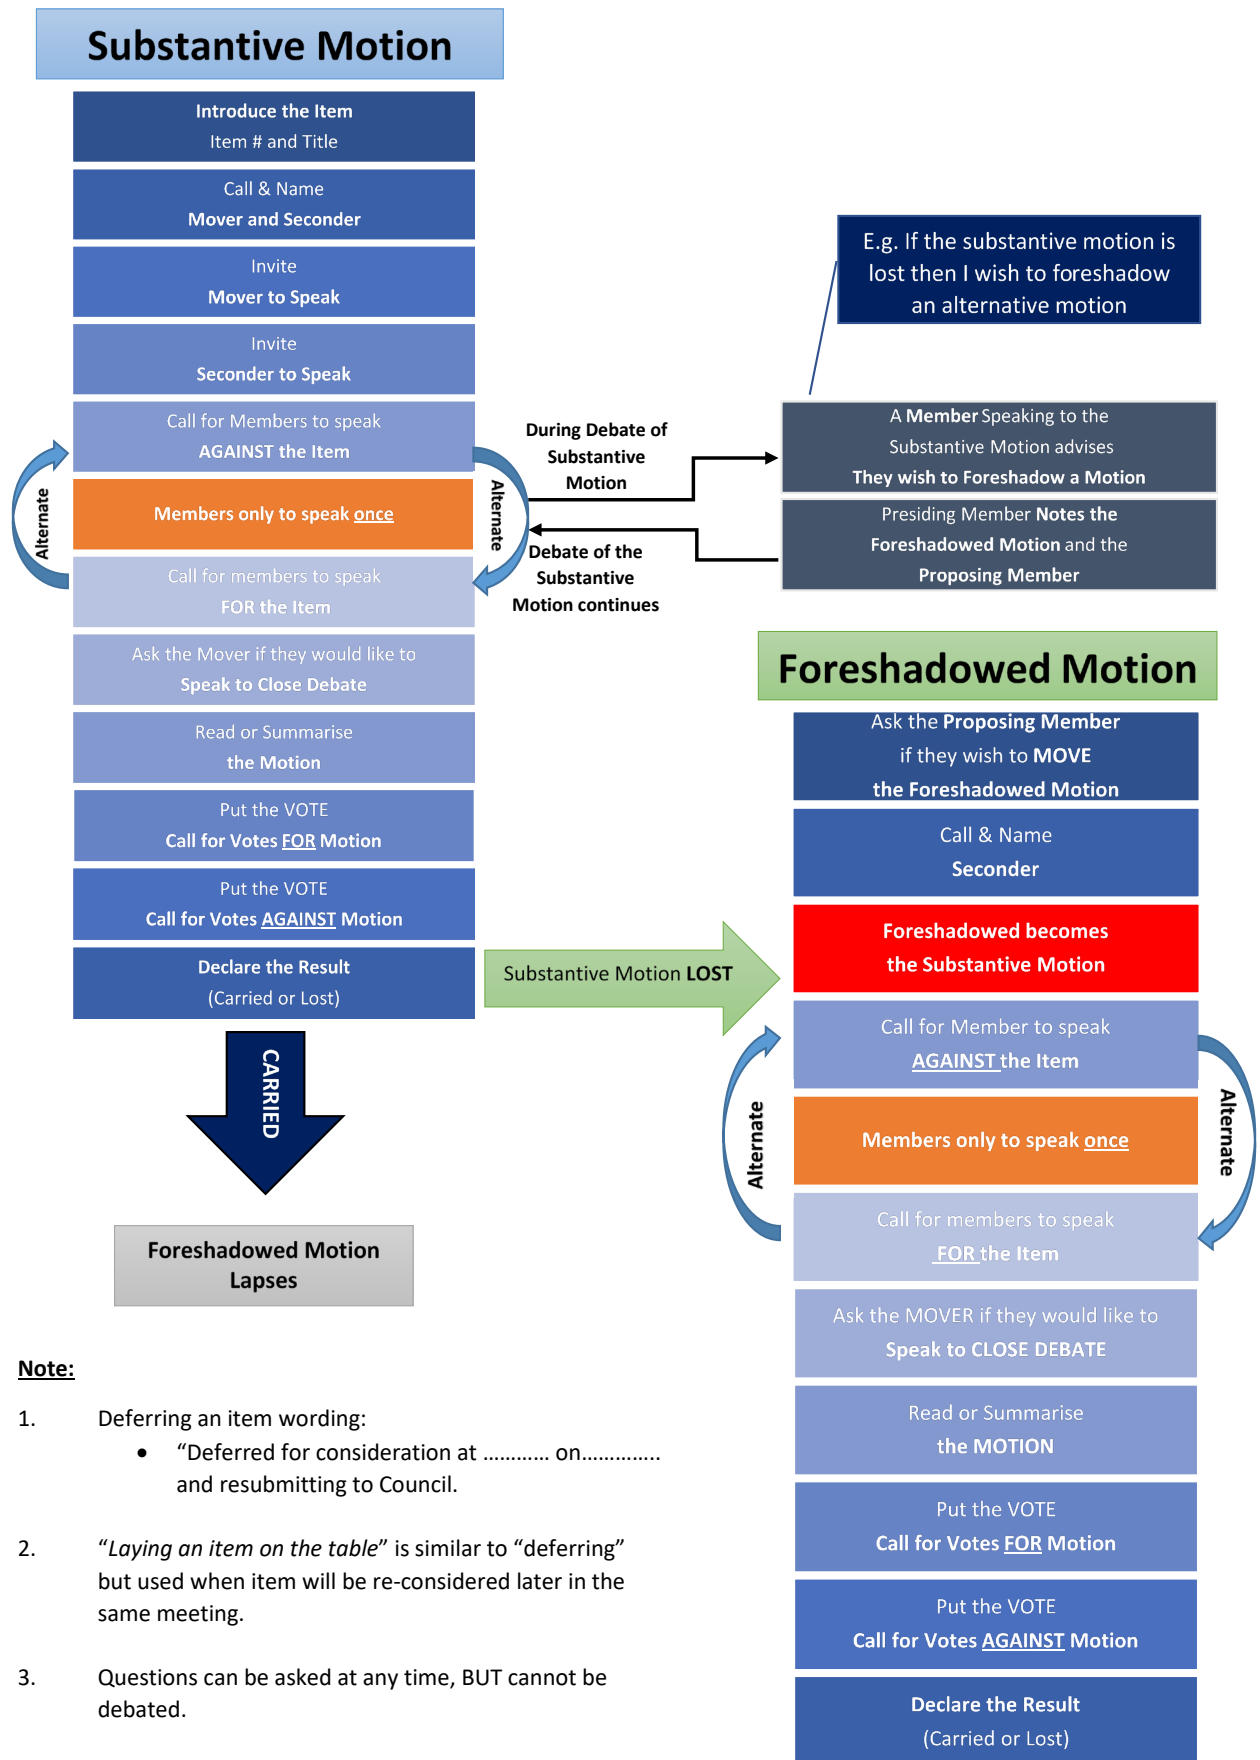 Substantive Motion
Introduce the Item
Item # and Title
Call & Name
Mover and Seconder
Invite
Mover to Speak
Invite
Seconder to Speak
Call for Members to speak
AGAINST the Item
Alternate
Members only to speak once
Alternate
Call for members to speak
FOR the Item
Ask the Mover if they would like to
Speak to Close Debate
Read or Summarise
the Motion
Put the VOTE
Call for Votes FOR Motion
Put the VOTE
Call for Votes AGAINST Motion
Declare the Result
(Carried or Lost)
CARRIED
Foreshadowed Motion
Lapses
During Debate of
Substantive
Motion
Debate of the
Substantive
Motion continues
E.g. If the substantive motion is
lost then I wish to foreshadow
an alternative motion
A Member Speaking to the
Substantive Motion advises
They wish to Foreshadow a Motion
Presiding Member Notes the
Foreshadowed Motion and the
Proposing Member
Substantive Motion LOST
Foreshadowed Motion
Ask the Proposing Member
if they wish to MOVE
the Foreshadowed Motion
Call & Name
Seconder
Foreshadowed becomes
the Substantive Motion
Call for Member to speak
AGAINST the Item
Alternate
Members only to speak once
Alternate
Call for members to speak
FOR the Item
Ask the MOVER if they would like to
Speak to CLOSE DEBATE
Read or Summarise
the MOTION
Put the VOTE
Call for Votes FOR Motion
Put the VOTE
Call for Votes AGAINST Motion
Declare the Result
(Carried or Lost)
Note:
1. Deferring an item wording:
• “Deferred for consideration at ………… on…………..
and resubmitting to Council.
2. “Laying an item on the table” is similar to “deferring”
but used when item will be re-considered later in the
same meeting.
3. Questions can be asked at any time, BUT cannot be
debated.